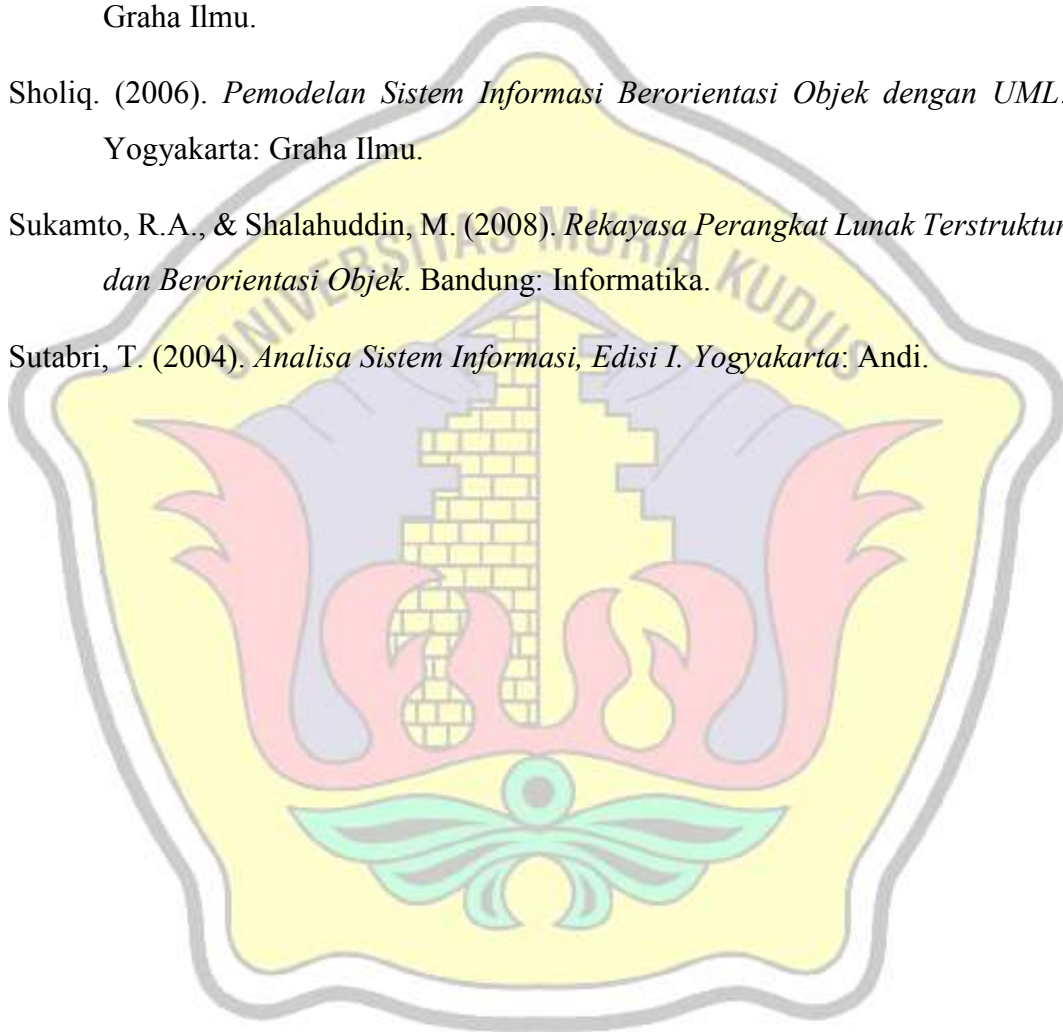 Graha Ilmu.
Sholiq. (2006). Pemodelan Sistem Informasi Berorientasi Objek dengan UML.
Yogyakarta: Graha Ilmu.
UNIVERSITAS MURIA KUDUS
Sukamto, R.A., & Shalahuddin, M. (2008). Rekayasa Perangkat Lunak Terstruktur
dan Berorientasi Objek. Bandung: Informatika.
Sutabri, T. (2004). Analisa Sistem Informasi, Edisi I. Yogyakarta: Andi.